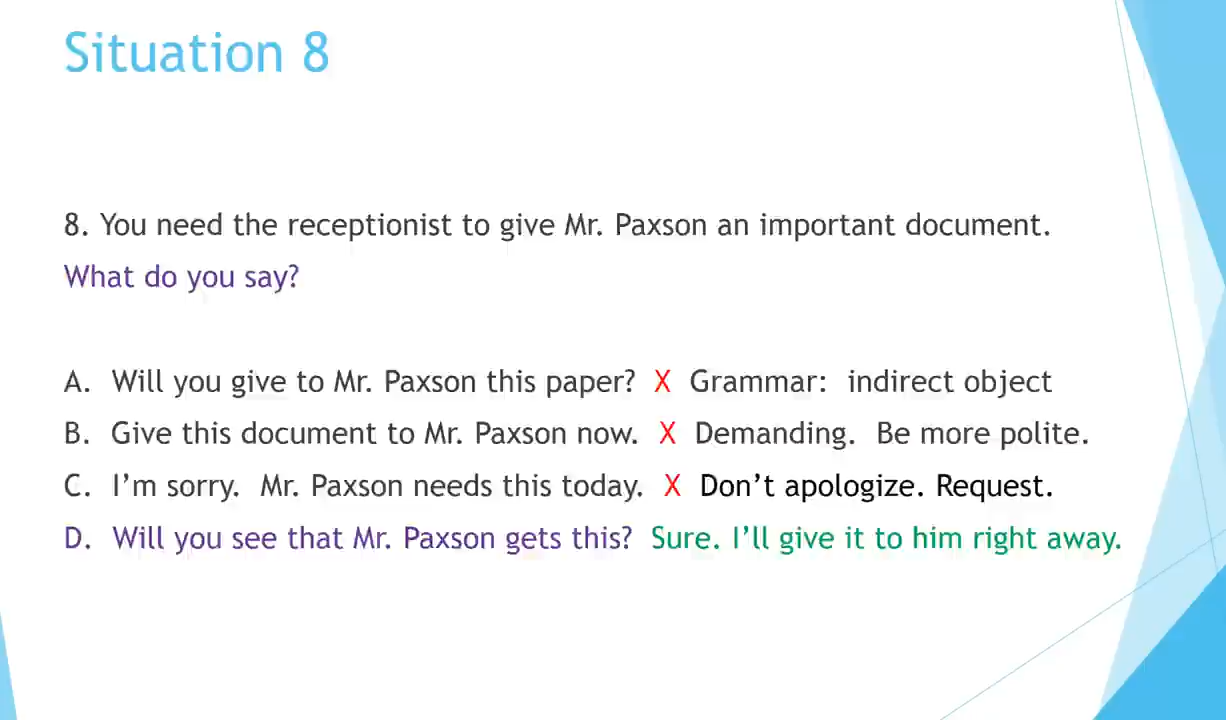 Situation 8
8. You need the receptionist to give Mr. Paxson an important document.
What do you say?
A. Will you give to Mr. Paxson this paper? X Grammar: indirect object
B. Give this document to Mr. Paxson now. X Demanding. Be more polite.
C. I'm sorry. Mr. Paxson needs this today. X Don't apologize. Request.
D. Will you see that Mr. Paxson gets this? Sure. I'll give it to him right away.